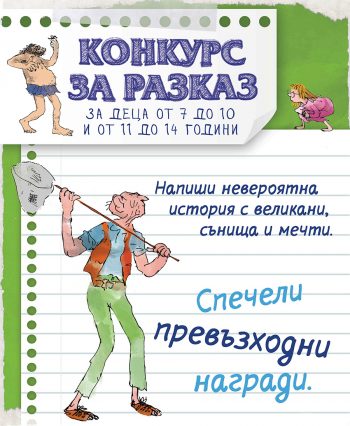 КОНКУРС
ЗА РАЗКАЗ
ЗА ДЕЦА ОТ 7 ДО 10
И ОТ 11 ДО 14 ГОДИНИ
Напиши невероятна
история с великани,
сънища и мечти.
Спечели
превъзходни
награди.